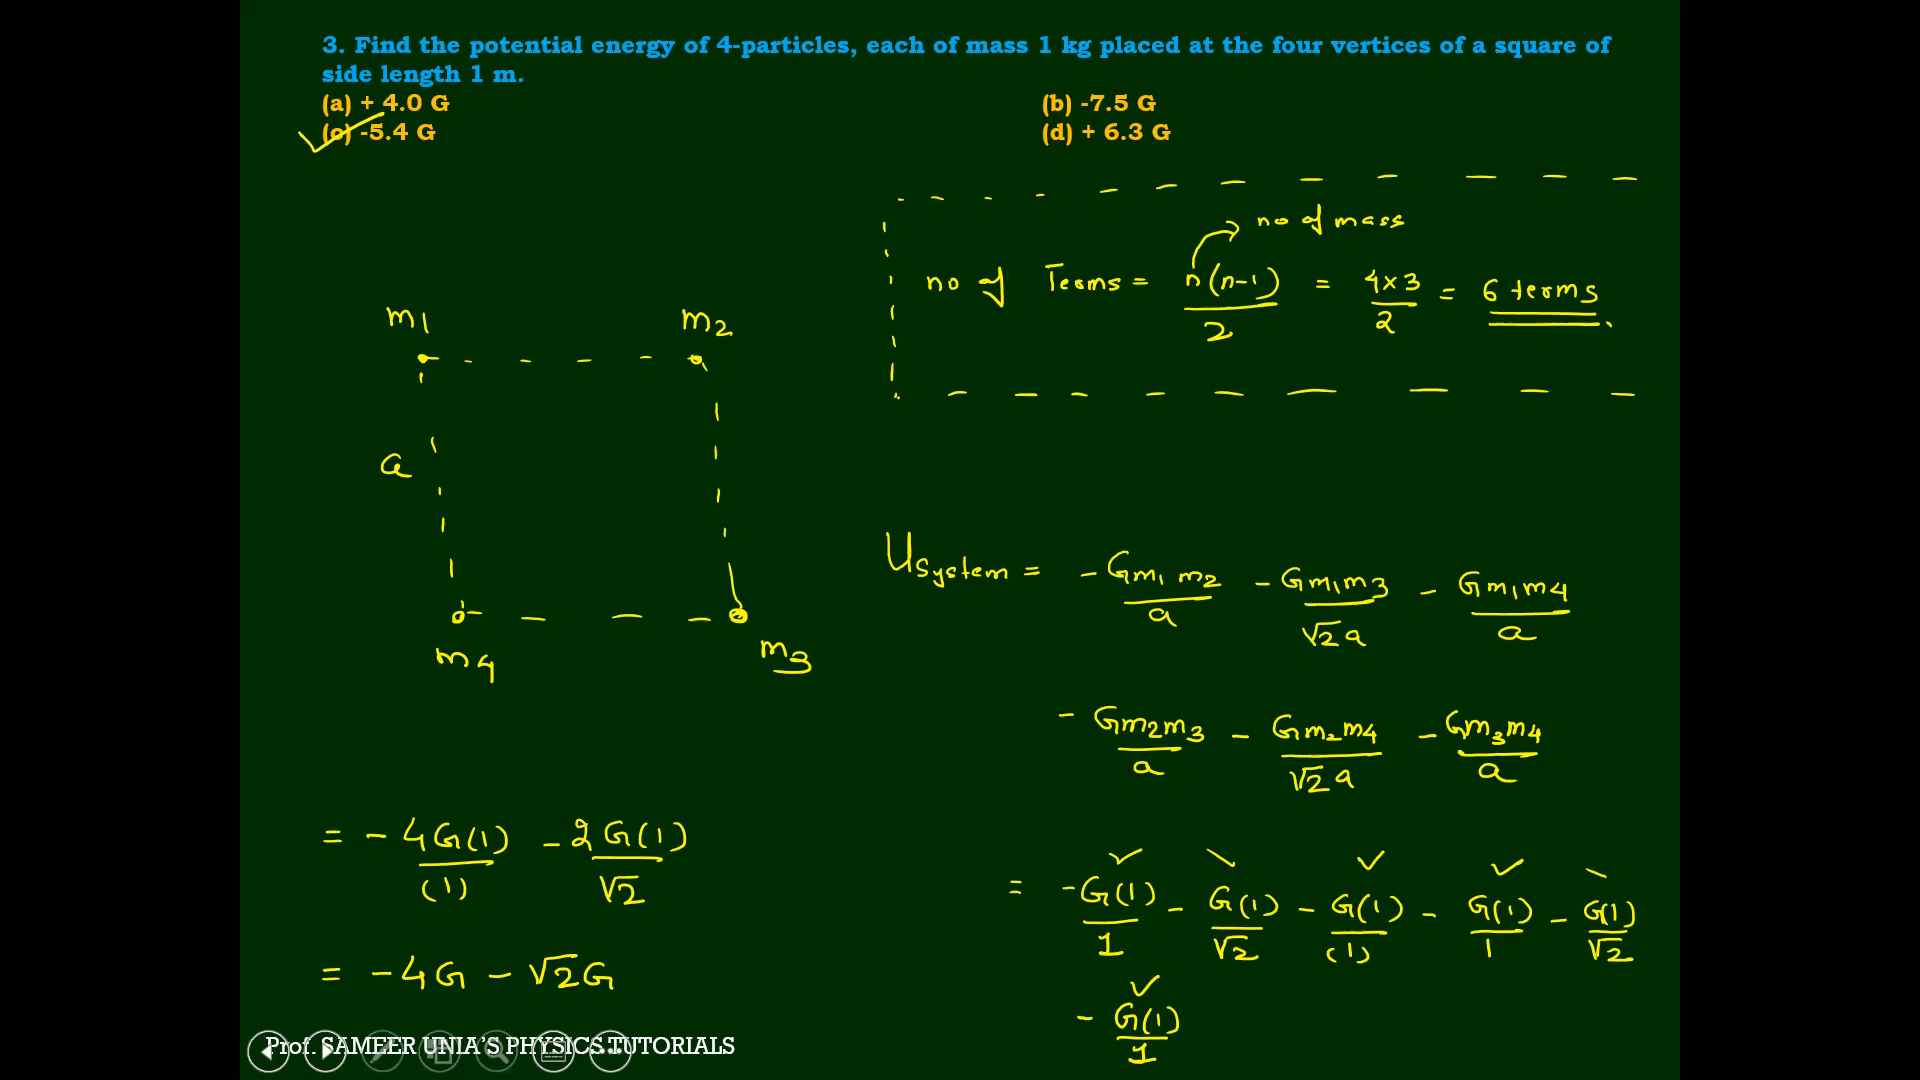 3. Find the potential energy of 4-particles, each of mass 1 kg placed at the four vertices of a square of
side length 1 m.
(a) + 4.0 G (b) -7.5 G
(c) -5.4 G (d) + 6.3 G
no of mass
no of Terms = n(n-1)/2 = 4×3/2 = 6 terms.
m1 m2
a
m4 m3
Usystem = - Gm1m2/a - Gm1m3/√2a - Gm1m4/a
- Gm2m3/a - Gm2m4/√2a - Gm3m4/a
= - G(1)/1 - G(1)/√2 - G(1)/(1) - G(1)/1 - G(1)/√2
- G(1)/1
= - 4G(1)/(1) - 2G(1)/√2
= - 4G - √2G
Prof. SAMEER UNIA'S PHYSICS TUTORIALS